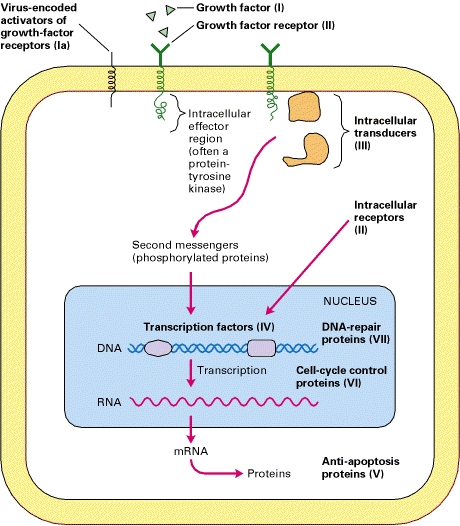 Virus-encoded
activators of
growth-factor
receptors (Ia)
Growth factor (I)
Growth factor receptor (II)
Intracellular
effector
region
(often a
protein-
tyrosine
kinase)
Intracellular
transducers
(III)
Intracellular
receptors
(II)
Second messengers
(phosphorylated proteins)
NUCLEUS
Transcription factors (IV)
DNA-repair
proteins (VII)
DNA
Transcription
Cell-cycle control
proteins (VI)
RNA
mRNA
Proteins
Anti-apoptosis
proteins (V)